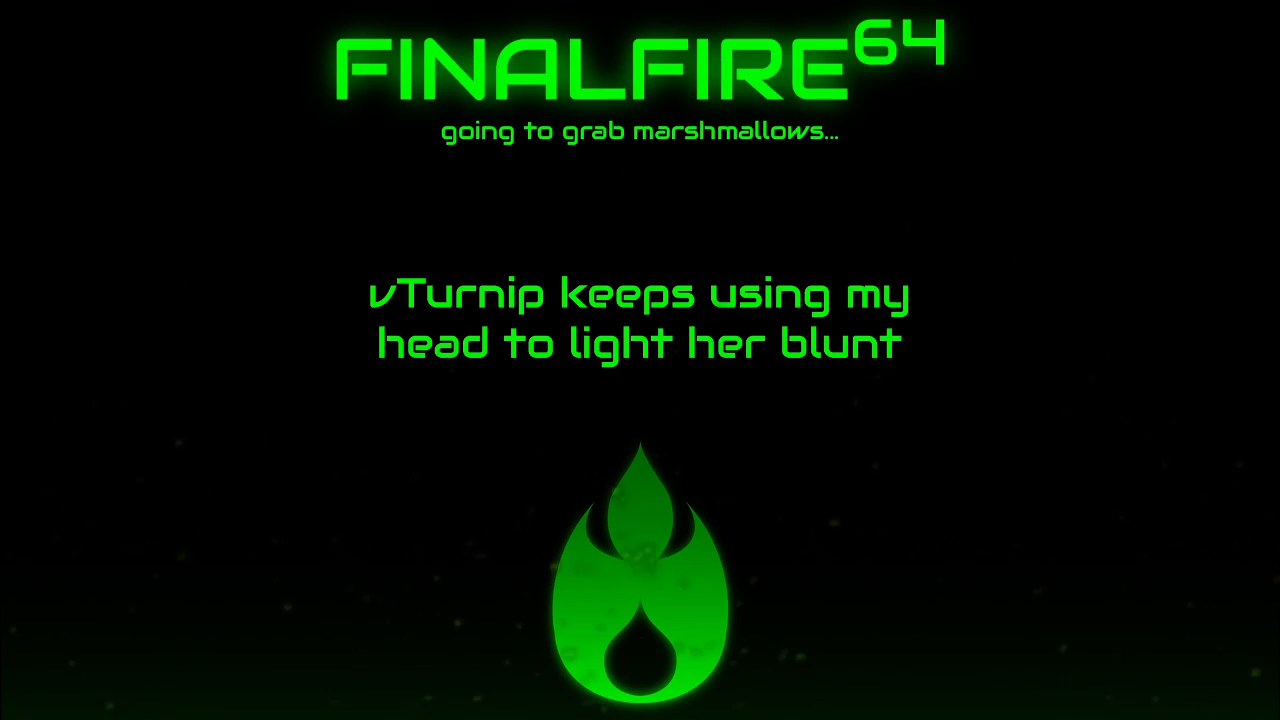 FINALFIRE64
going to grab marshmallows...
vTurnip keeps using my
head to light her blunt